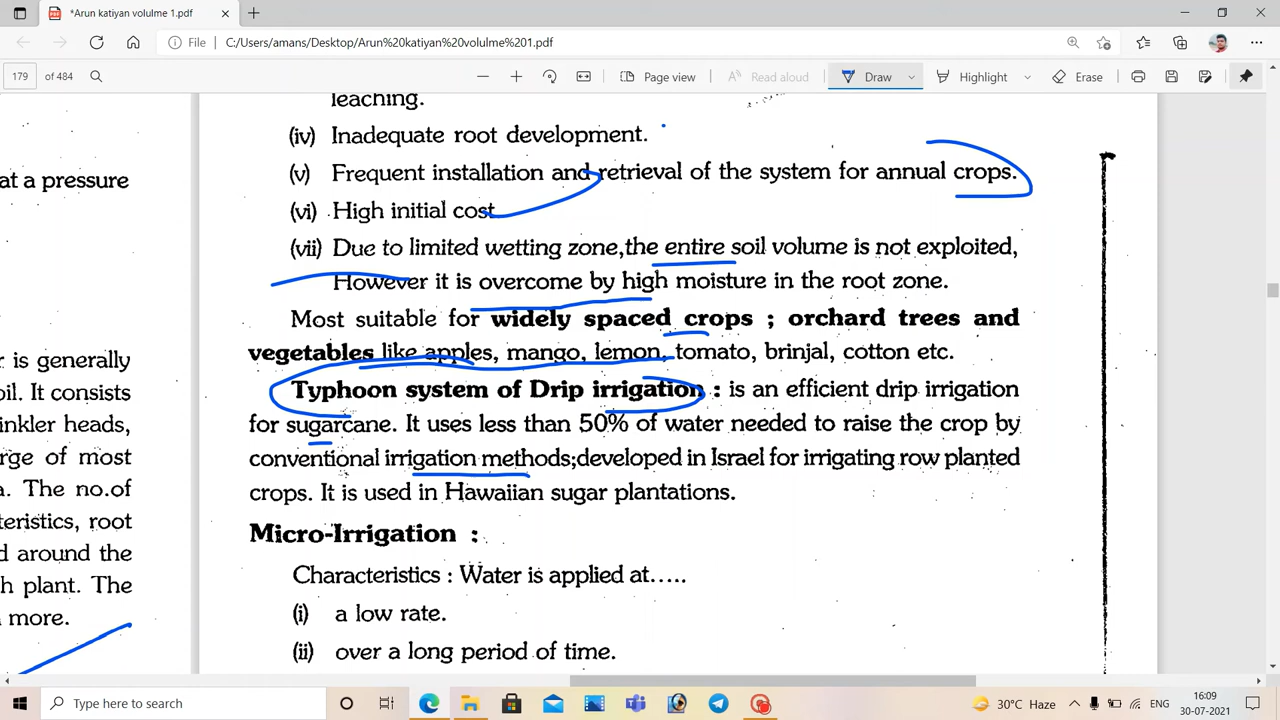 *Arun katiyan volulme 1.pdf
File C:/Users/amans/Desktop/Arun%20katiyan%20volulme%201.pdf
179 of 484 Page view Read aloud Draw Highlight Erase
leaching.
(iv) Inadequate root development.
(v) Frequent installation and retrieval of the system for annual crops.
(vi) High initial cost
(vii) Due to limited wetting zone,the entire soil volume is not exploited,
However it is overcome by high moisture in the root zone.
Most suitable for widely spaced crops ; orchard trees and
vegetables like apples, mango, lemon, tomato, brinjal, cotton etc.
Typhoon system of Drip irrigation : is an efficient drip irrigation
for sugarcane. It uses less than 50% of water needed to raise the crop by
conventional irrigation methods;developed in Israel for irrigating row planted
crops. It is used in Hawaiian sugar plantations.
Micro-Irrigation :
Characteristics : Water is applied at.....
(i) a low rate.
(ii) over a long period of time.
at a pressure
r is generally
oil. It consists
inkler heads,
rge of most
a. The no.of
teristics, root
d around the
h plant. The
more.
Type here to search
30°C Haze
ENG
16:09
30-07-2021